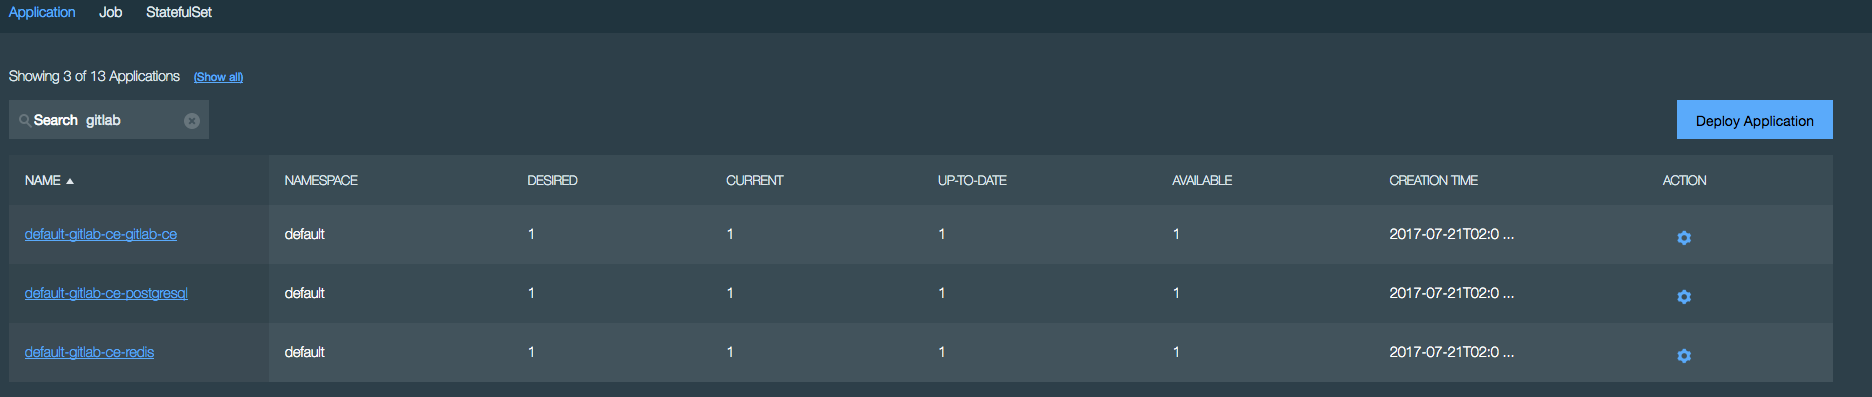 Application Job StatefulSet
Showing 3 of 13 Applications (Show all)
Search gitlab
Deploy Application
NAME NAMESPACE DESIRED CURRENT UP-TO-DATE AVAILABLE CREATION TIME ACTION
default-gitlab-ce-gitlab-ce default 1 1 1 1 2017-07-21T02:0 ...
default-gitlab-ce-postgresql default 1 1 1 1 2017-07-21T02:0 ...
default-gitlab-ce-redis default 1 1 1 1 2017-07-21T02:0 ...